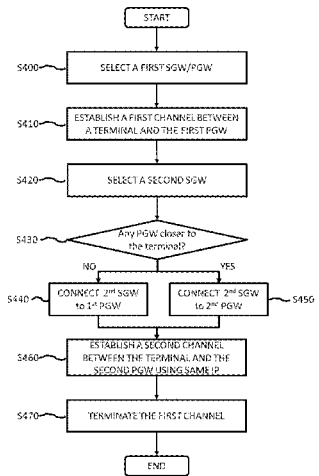 START
S400
SELECT A FIRST SGW/PGW
S410
ESTABLISH A FIRST CHANNEL BETWEEN
A TERMINAL AND THE FIRST PGW
S420
SELECT A SECOND SGW
S430
Any PGW closer to
the terminal?
NO
YES
S440
CONNECT 2nd SGW
to 1st PGW
CONNECT 2nd SGW
to 2nd PGW
S450
S460
ESTABLISH A SECOND CHANNEL
BETWEEN THE TERMINAL AND THE
SECOND PGW USING SAME IP
S470
TERMINATE THE FIRST CHANNEL
END